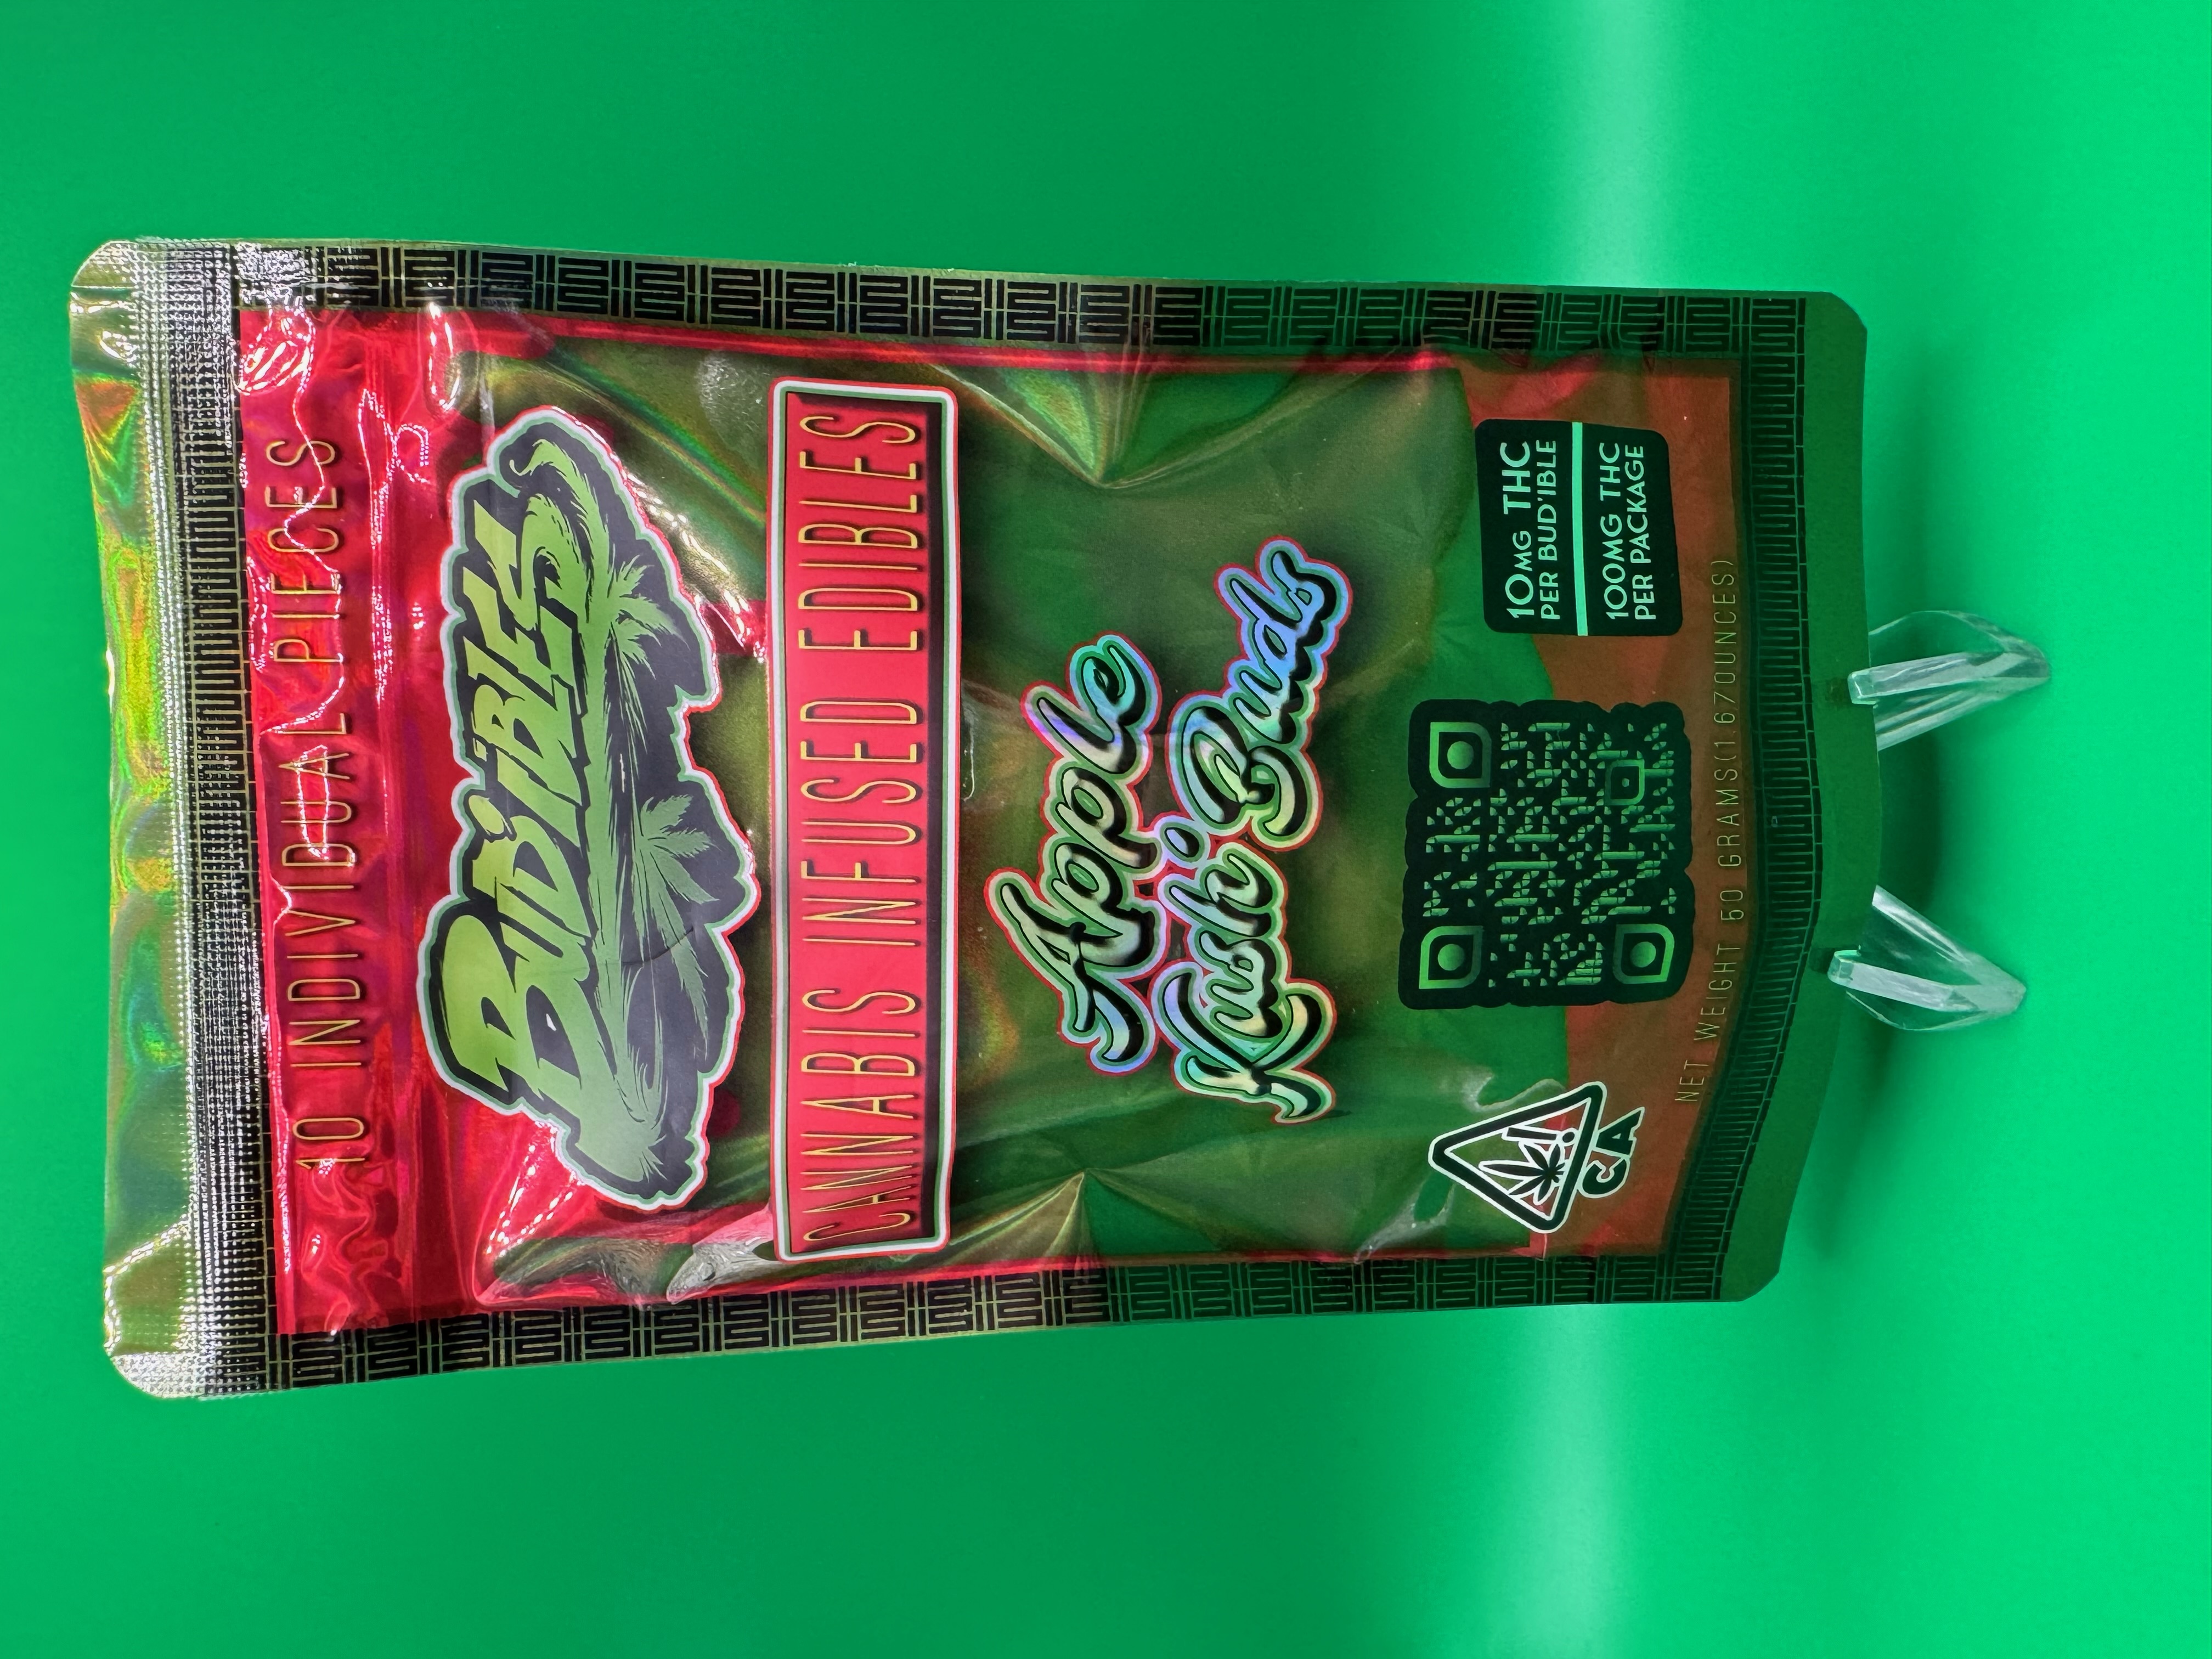 10 INDIVIDUAL PIECES
BUD'IBLES
CANNABIS INFUSED EDIBLES
Apple
Kush•Buds
10MG THC
PER BUD'IBLE
100MG THC
PER PACKAGE
CA
NET WEIGHT 50 GRAMS(1.67OUNCES)